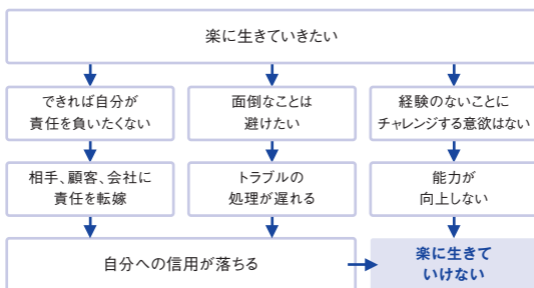 楽に生きていきたい
できれば自分が
責任を負いたくない
面倒なことは
避けたい
経験のないことに
チャレンジする意欲はない
相手、顧客、会社に
責任を転嫁
トラブルの
処理が遅れる
能力が
向上しない
自分への信用が落ちる
楽に生きて
いけない